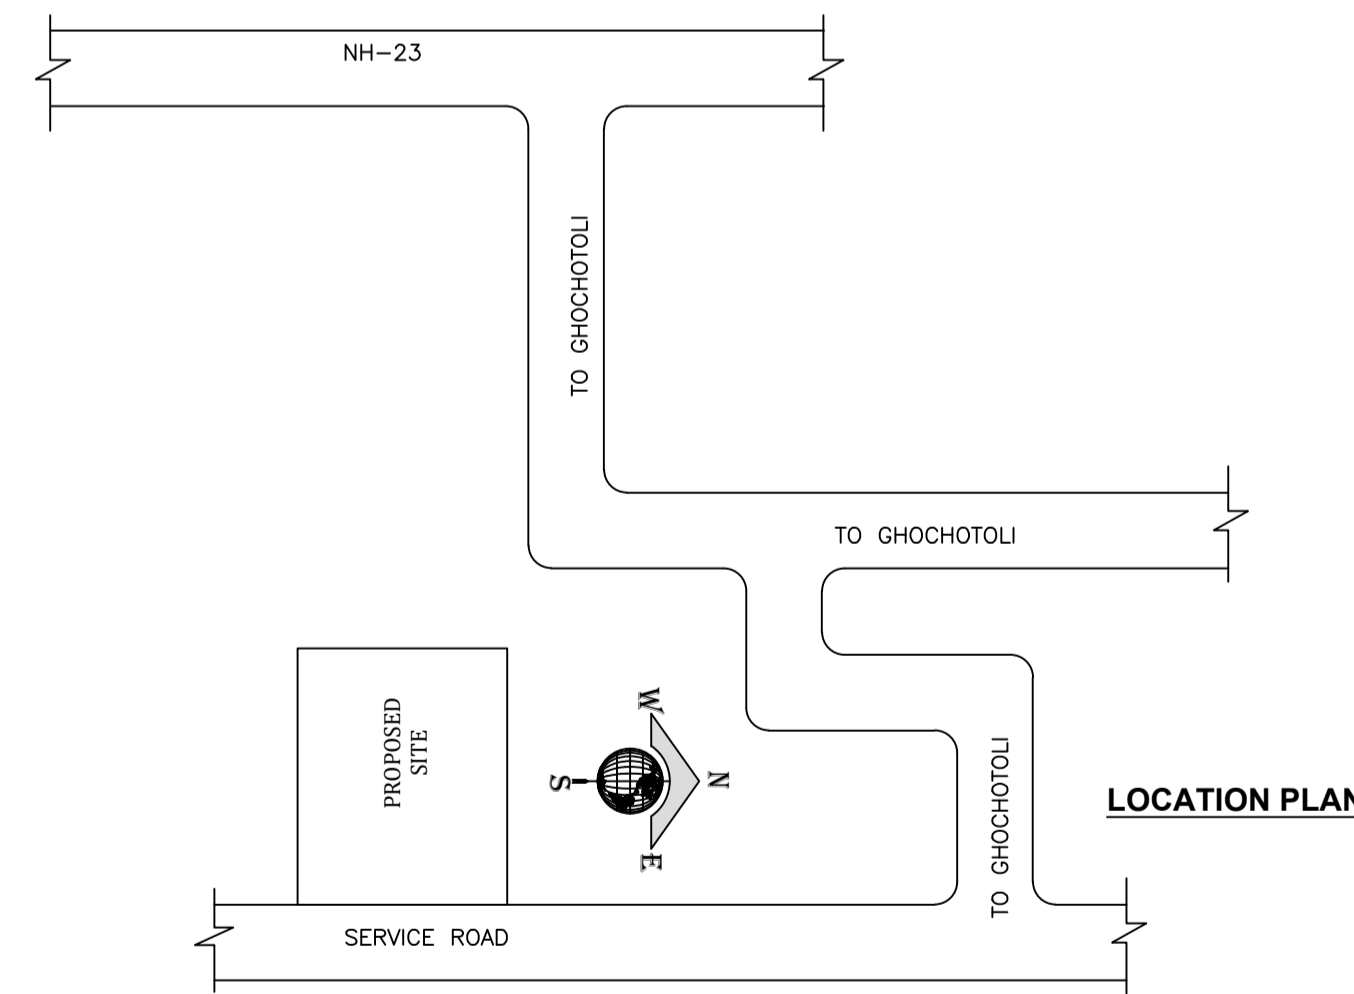 NH-23
TO GHOCHOTOLI
TO GHOCHOTOLI
PROPOSED
SITE
W
S
N
E
TO GHOCHOTOLI
LOCATION PLAN
SERVICE ROAD